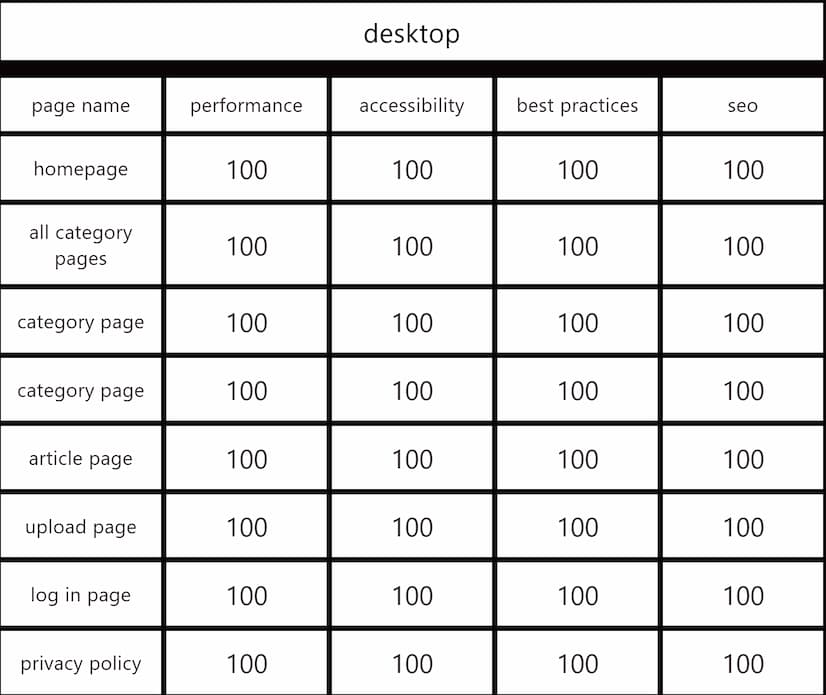 desktop
page name performance accessibility best practices seo
homepage 100 100 100 100
all category
pages 100 100 100 100
category page 100 100 100 100
category page 100 100 100 100
article page 100 100 100 100
upload page 100 100 100 100
log in page 100 100 100 100
privacy policy 100 100 100 100